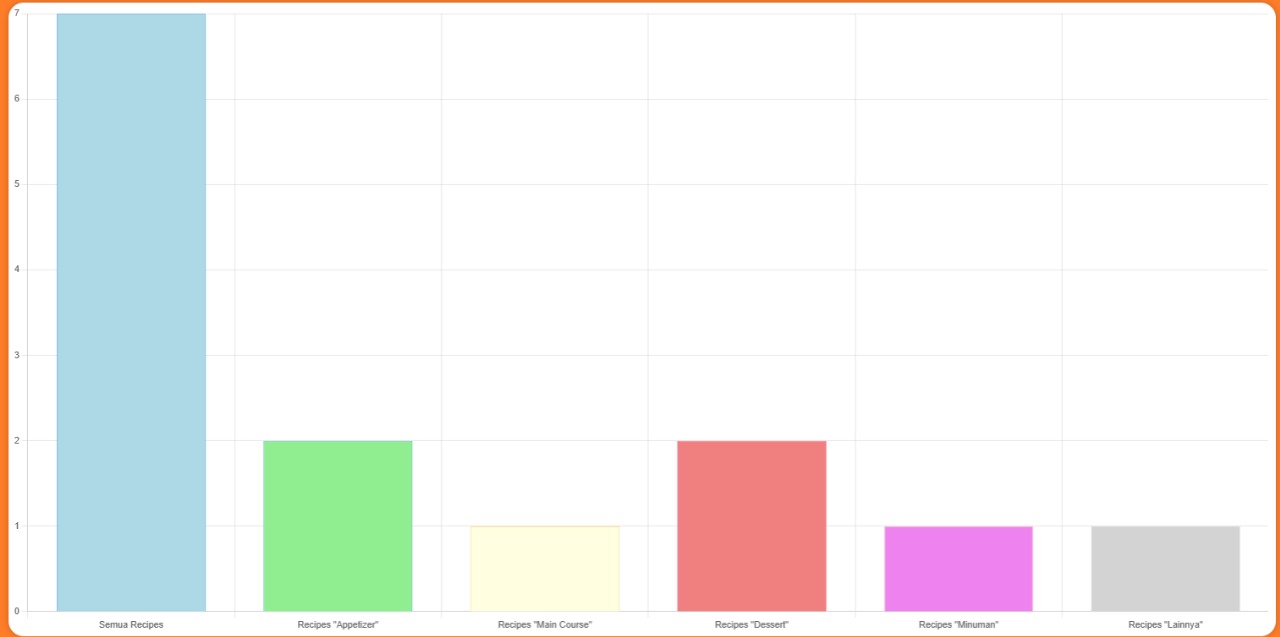 7
6
5
4
3
2
1
0
Semua Recipes
Recipes "Appetizer"
Recipes "Main Course"
Recipes "Dessert"
Recipes "Minuman"
Recipes "Lainnya"